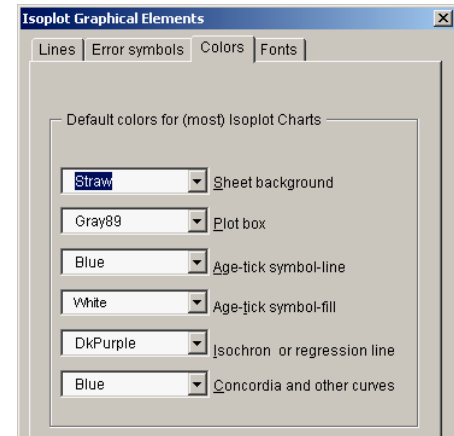 Isoplot Graphical Elements
Lines Error symbols Colors Fonts
Default colors for (most) Isoplot Charts
Straw Sheet background
Gray89 Plot box
Blue Age-tick symbol-line
White Age-tick symbol-fill
DkPurple Isochron or regression line
Blue Concordia and other curves